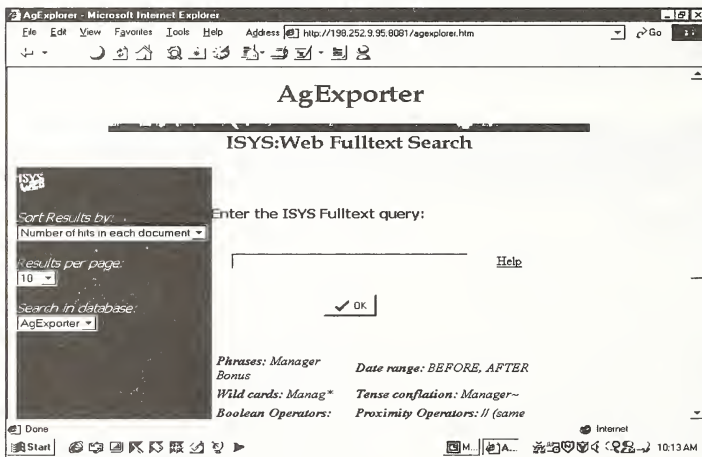 AgExplorer - Microsoft Internet Explorer
File Edit View Favorites Tools Help Address http://198.252.9.95:8081/agexplorer.htm Go
AgExporter
ISYS:Web Fulltext Search
ISYS
WEB
Sort Results by:
Number of hits in each document
Results per page:
10
Search in database:
AgExporter
Enter the ISYS Fulltext query:
Help
OK
Phrases: Manager Bonus
Date range: BEFORE, AFTER
Wild cards: Manag*
Tense conflation: Manager~
Boolean Operators:
Proximity Operators: // (same
Done Internet
Start M... A... 10:13 AM